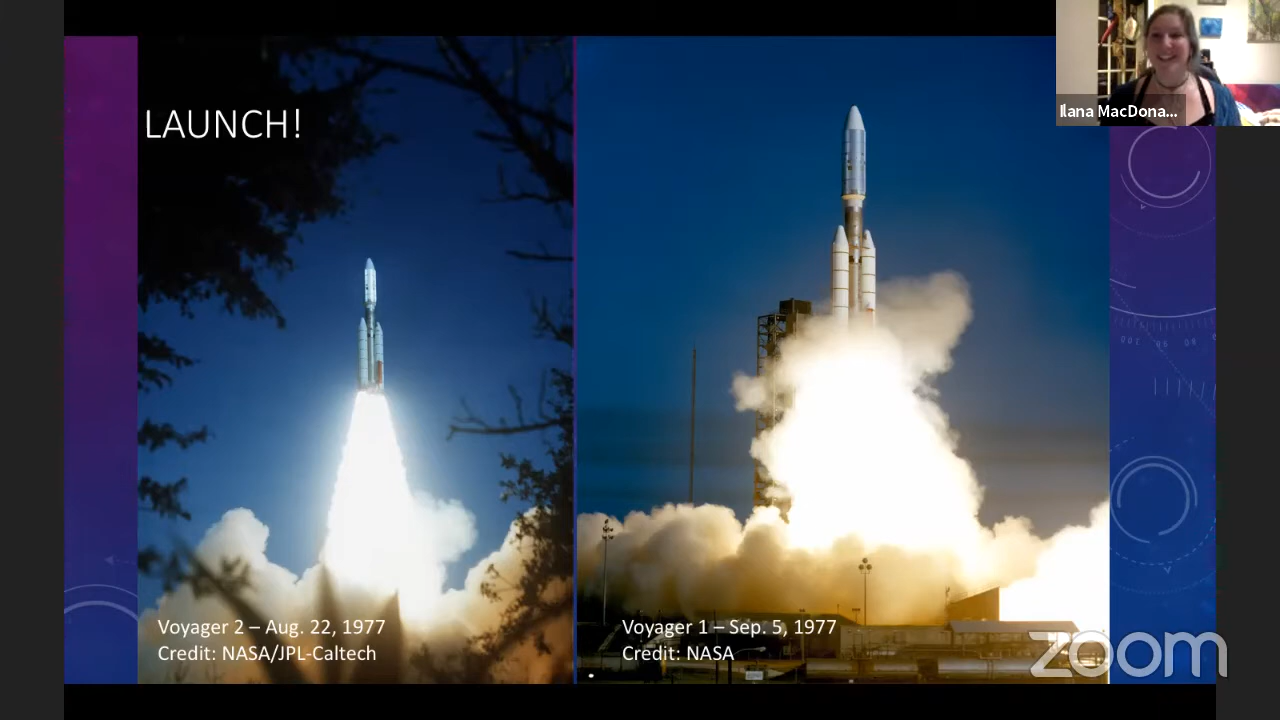 LAUNCH!
Ilana MacDona...
Voyager 2 – Aug. 22, 1977
Credit: NASA/JPL-Caltech
Voyager 1 – Sep. 5, 1977
Credit: NASA
zoom